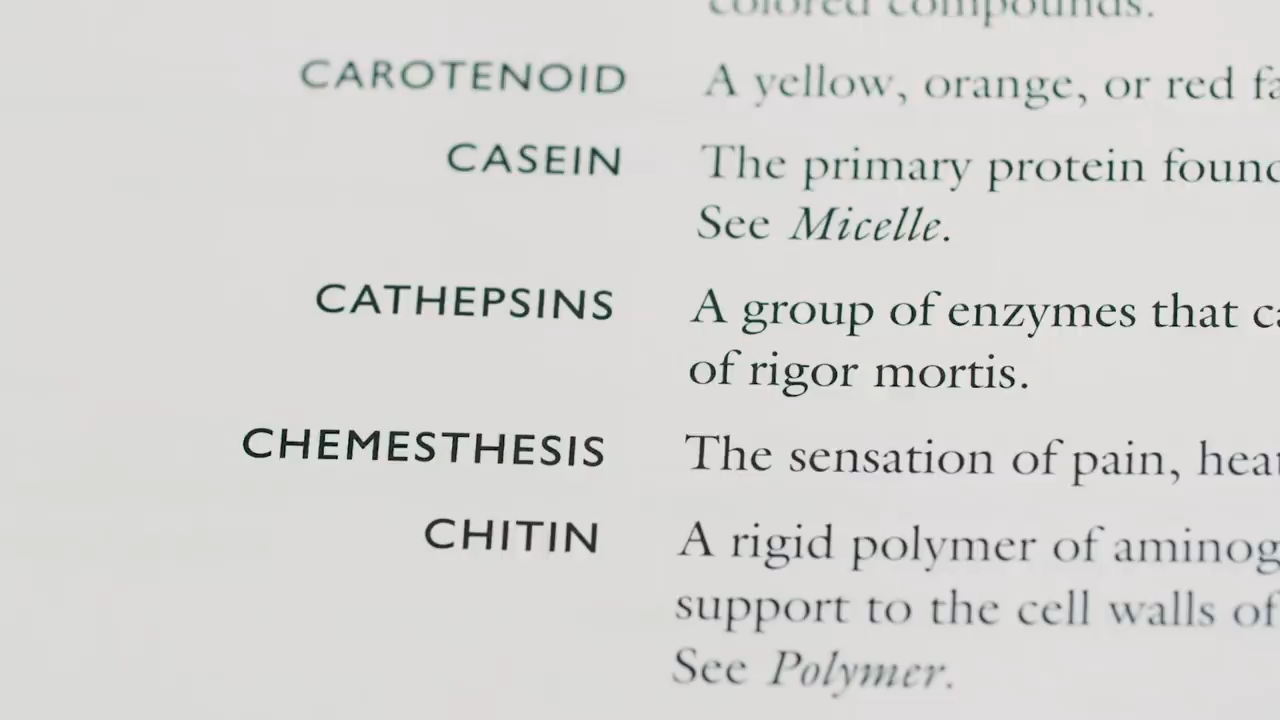 colored compounds.
CAROTENOID A yellow, orange, or red
CASEIN The primary protein
See Micelle.
CATHEPSINS A group of enzymes that
of rigor mortis.
CHEMESTHESIS The sensation of pain,
CHITIN A rigid polymer of
support to the cell walls of
See Polymer.